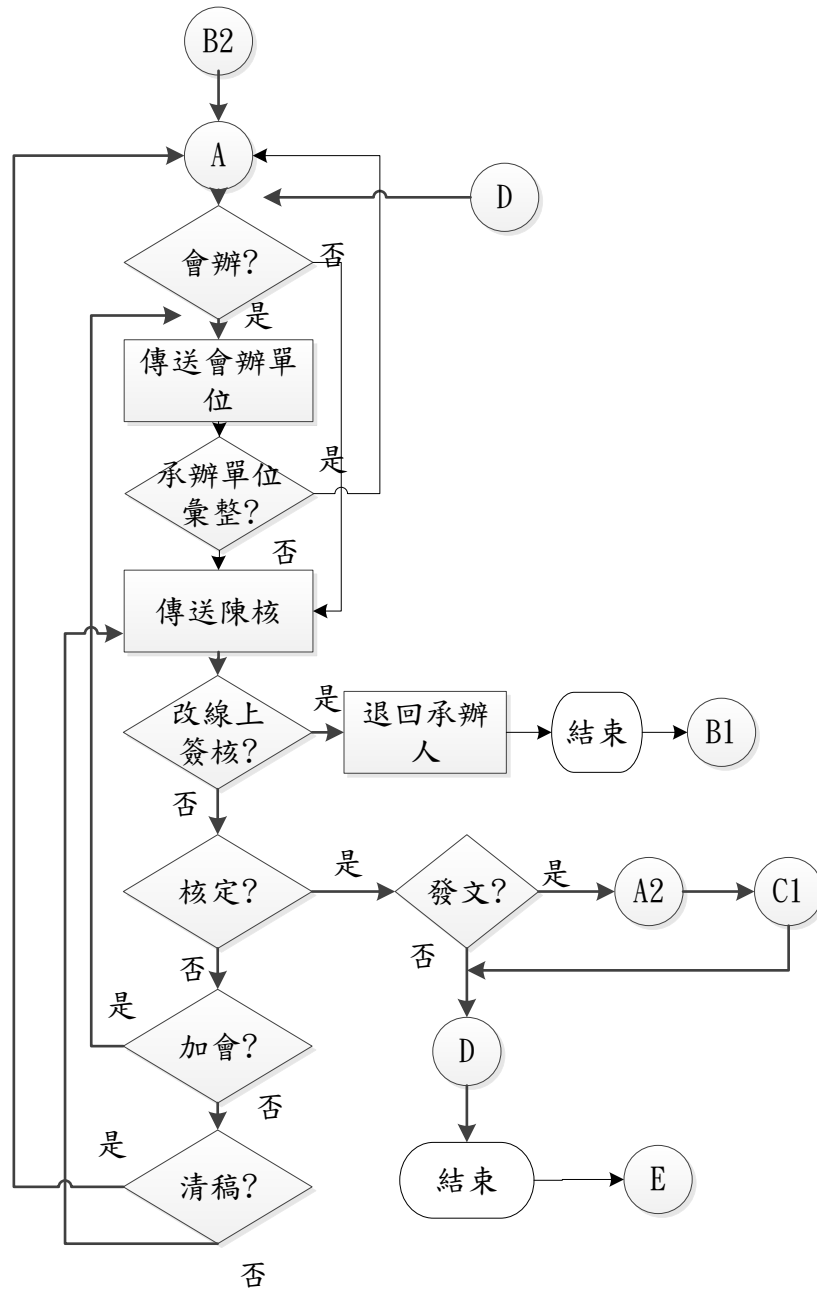 B2
A
D
會辦?
否
是
傳送會辦單
位
承辦單位
彙整?
是
否
傳送陳核
改線上
簽核?
是
退回承辦
人
結束
B1
否
核定?
是
發文?
是
A2
C1
否
否
是
加會?
D
否
是
清稿?
結束
E
否